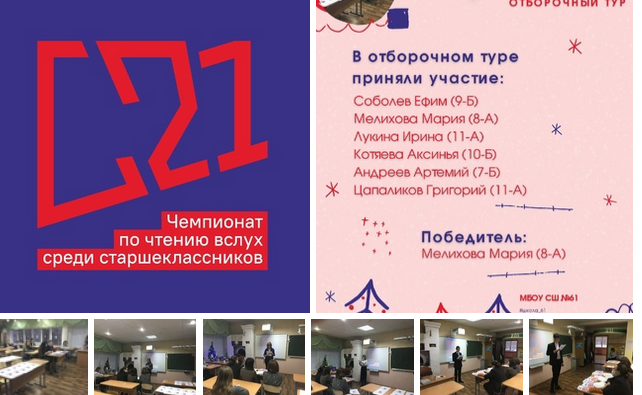 С21
Чемпионат
по чтению вслух
среди старшеклассников
ОТБОРОЧНЫЙ ТУР
В отборочном туре
приняли участие:
Соболев Ефим (9-Б)
Мелихова Мария (8-А)
Лукина Ирина (11-А)
Котяева Аксинья (10-Б)
Андреев Артемий (7-Б)
Цапаликов Григорий (11-А)
Победитель:
Мелихова Мария (8-А)
МБОУ СШ №61